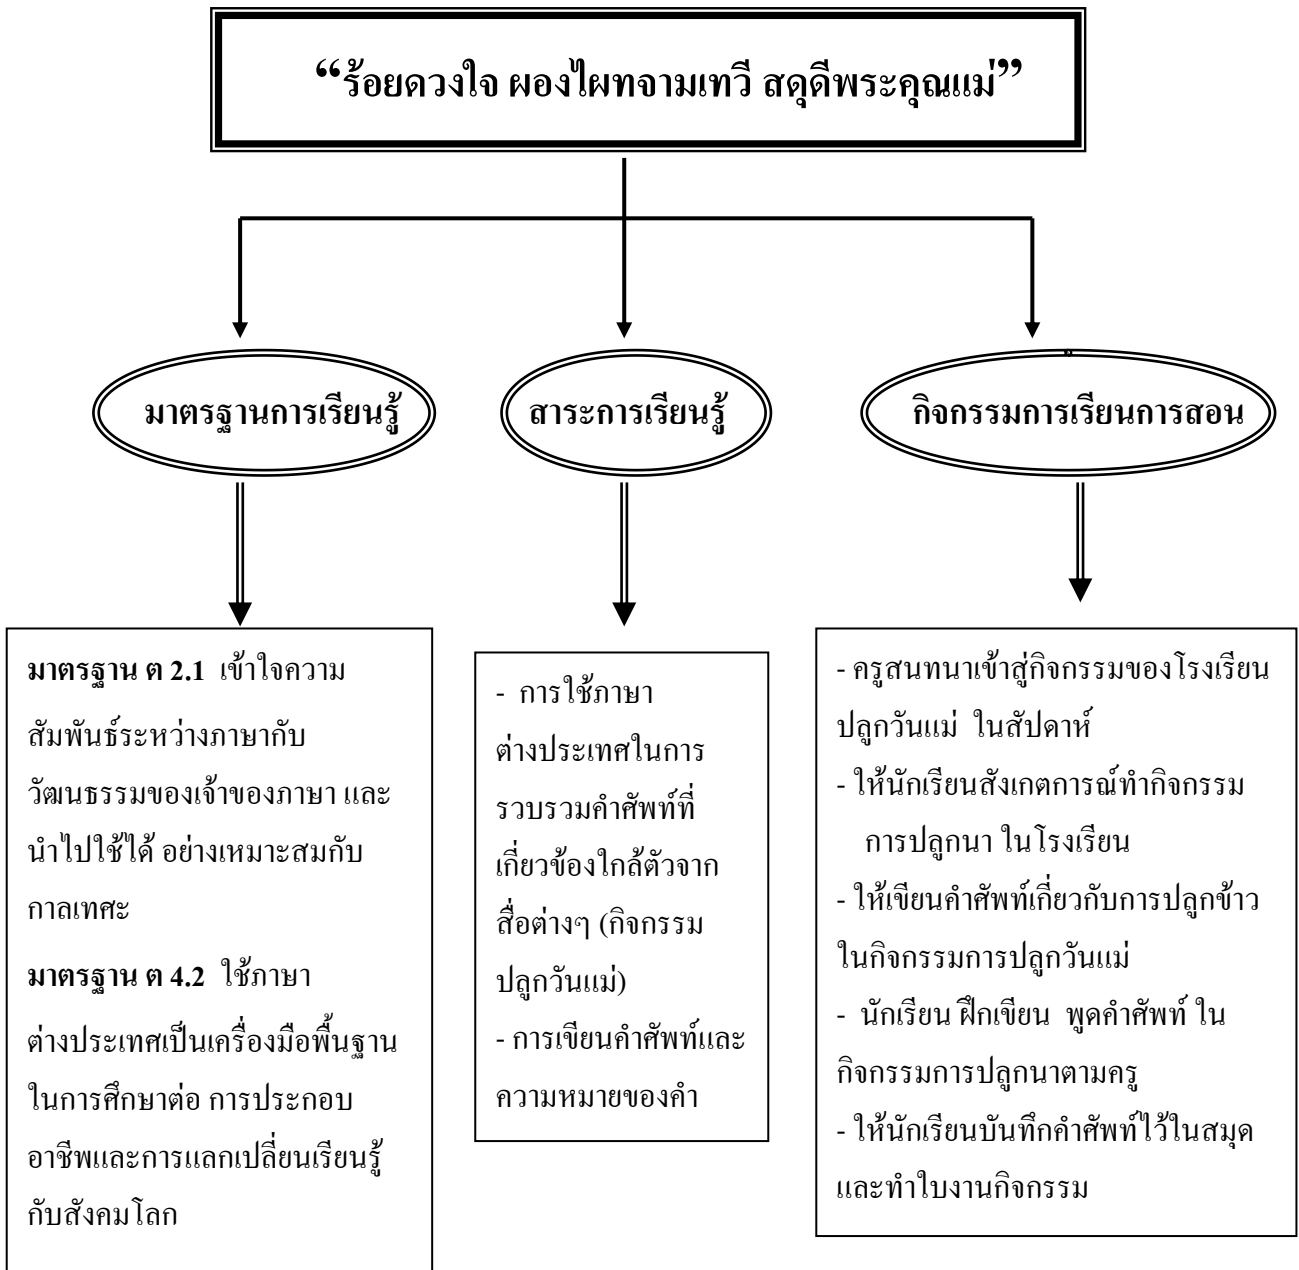 “ร้อยดวงใจ ผองไผทจามเทวี สดุดีพระคุณแม่”
มาตรฐานการเรียนรู้
สาระการเรียนรู้
กิจกรรมการเรียนการสอน
มาตรฐาน ต 2.1 เข้าใจความ
สัมพันธ์ระหว่างภาษากับ
วัฒนธรรมของเจ้าของภาษา และ
นำไปใช้ได้ อย่างเหมาะสมกับ
กาลเทศะ
มาตรฐาน ต 4.2 ใช้ภาษา
ต่างประเทศเป็นเครื่องมือพื้นฐาน
ในการศึกษาต่อ การประกอบ
อาชีพและการแลกเปลี่ยนเรียนรู้
กับสังคมโลก
- การใช้ภาษา
ต่างประเทศในการ
รวบรวมคำศัพท์ที่
เกี่ยวข้องใกล้ตัวจาก
สื่อต่างๆ (กิจกรรม
ปลูกวันแม่)
- การเขียนคำศัพท์และ
ความหมายของคำ
- ครูสนทนาเข้าสู่กิจกรรมของโรงเรียน
ปลูกวันแม่ ในสัปดาห์
- ให้นักเรียนสังเกตการณ์ทำกิจกรรม
การปลูกนา ในโรงเรียน
- ให้เขียนคำศัพท์เกี่ยวกับการปลูกข้าว
ในกิจกรรมการปลูกวันแม่
- นักเรียน ฝึกเขียน พูดคำศัพท์ ใน
กิจกรรมการปลูกนาตามครู
- ให้นักเรียนบันทึกคำศัพท์ไว้ในสมุด
และทำใบงานกิจกรรม